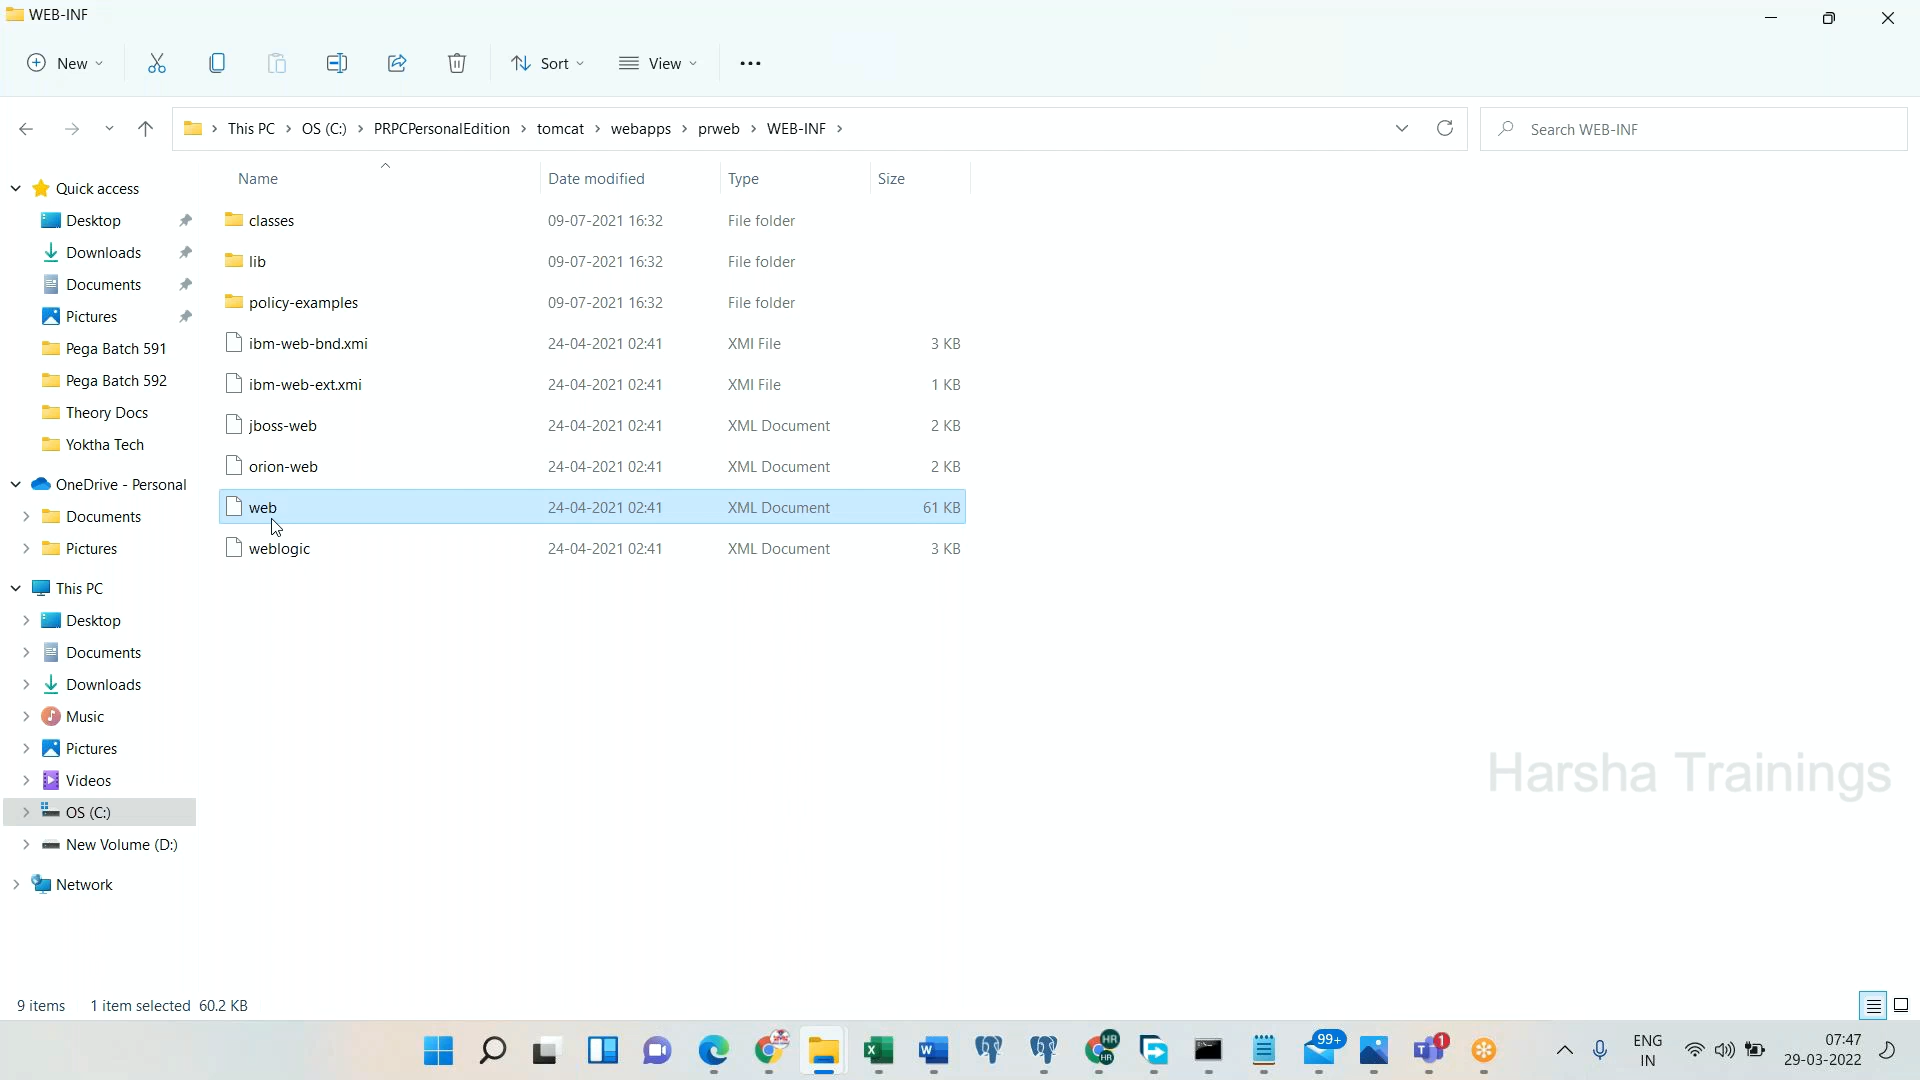 WEB-INF
New
Sort
View
This PC > OS (C:) > PRPCPersonalEdition > tomcat > webapps > prweb > WEB-INF >
Search WEB-INF
Name Date modified Type Size
Quick access
Desktop
Downloads
Documents
Pictures
Pega Batch 591
Pega Batch 592
Theory Docs
Yoktha Tech
OneDrive - Personal
Documents
Pictures
This PC
Desktop
Documents
Downloads
Music
Pictures
Videos
OS (C:)
New Volume (D:)
Network
classes 09-07-2021 16:32 File folder
lib 09-07-2021 16:32 File folder
policy-examples 09-07-2021 16:32 File folder
ibm-web-bnd.xmi 24-04-2021 02:41 XMI File 3 KB
ibm-web-ext.xmi 24-04-2021 02:41 XMI File 1 KB
jboss-web 24-04-2021 02:41 XML Document 2 KB
orion-web 24-04-2021 02:41 XML Document 2 KB
web 24-04-2021 02:41 XML Document 61 KB
weblogic 24-04-2021 02:41 XML Document 3 KB
Harsha Trainings
9 items 1 item selected 60.2 KB
HR
HR
99+
1
ENG
IN
07:47
29-03-2022